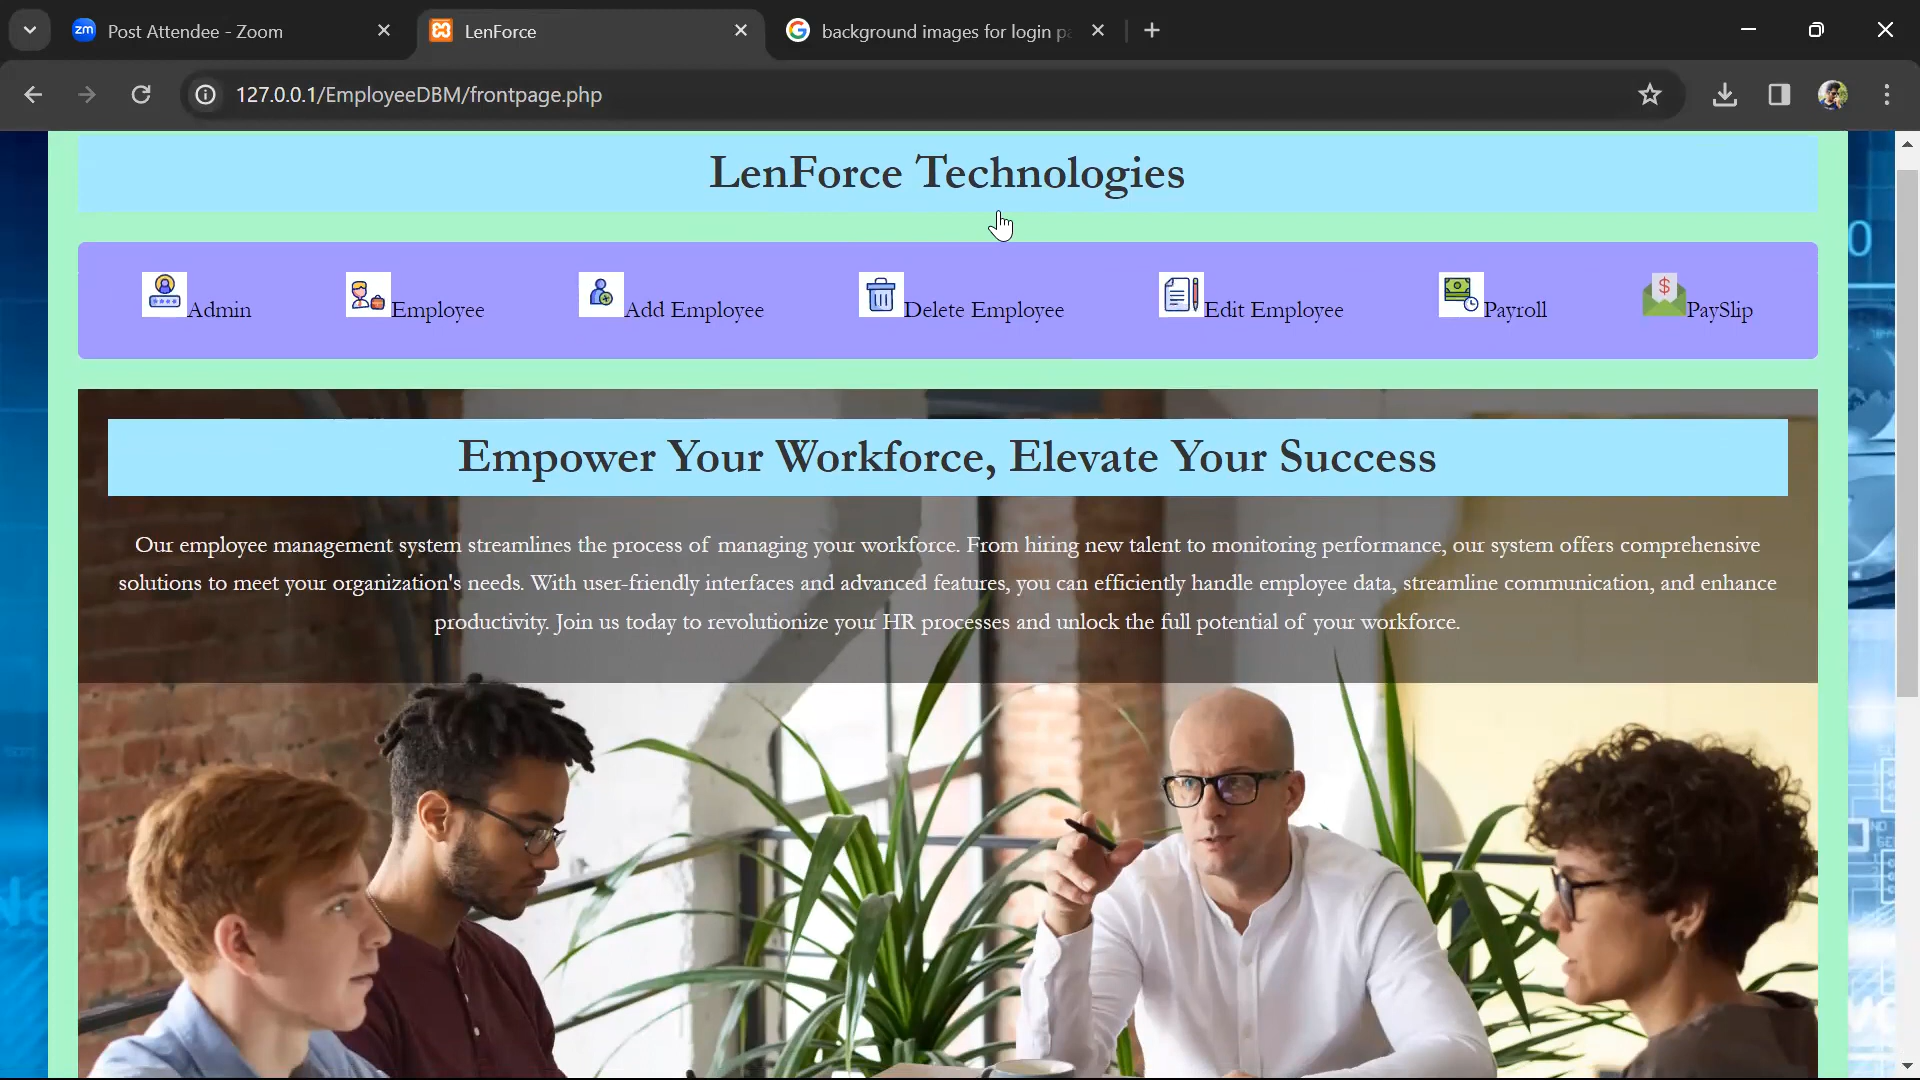 Post Attendee - Zoom
LenForce
background images for login pa
127.0.0.1/EmployeeDBM/frontpage.php
LenForce Technologies
Admin
Employee
Add Employee
Delete Employee
Edit Employee
Payroll
PaySlip
Empower Your Workforce, Elevate Your Success
Our employee management system streamlines the process of managing your workforce. From hiring new talent to monitoring performance, our system offers comprehensive
solutions to meet your organization's needs. With user-friendly interfaces and advanced features, you can efficiently handle employee data, streamline communication, and enhance
productivity. Join us today to revolutionize your HR processes and unlock the full potential of your workforce.